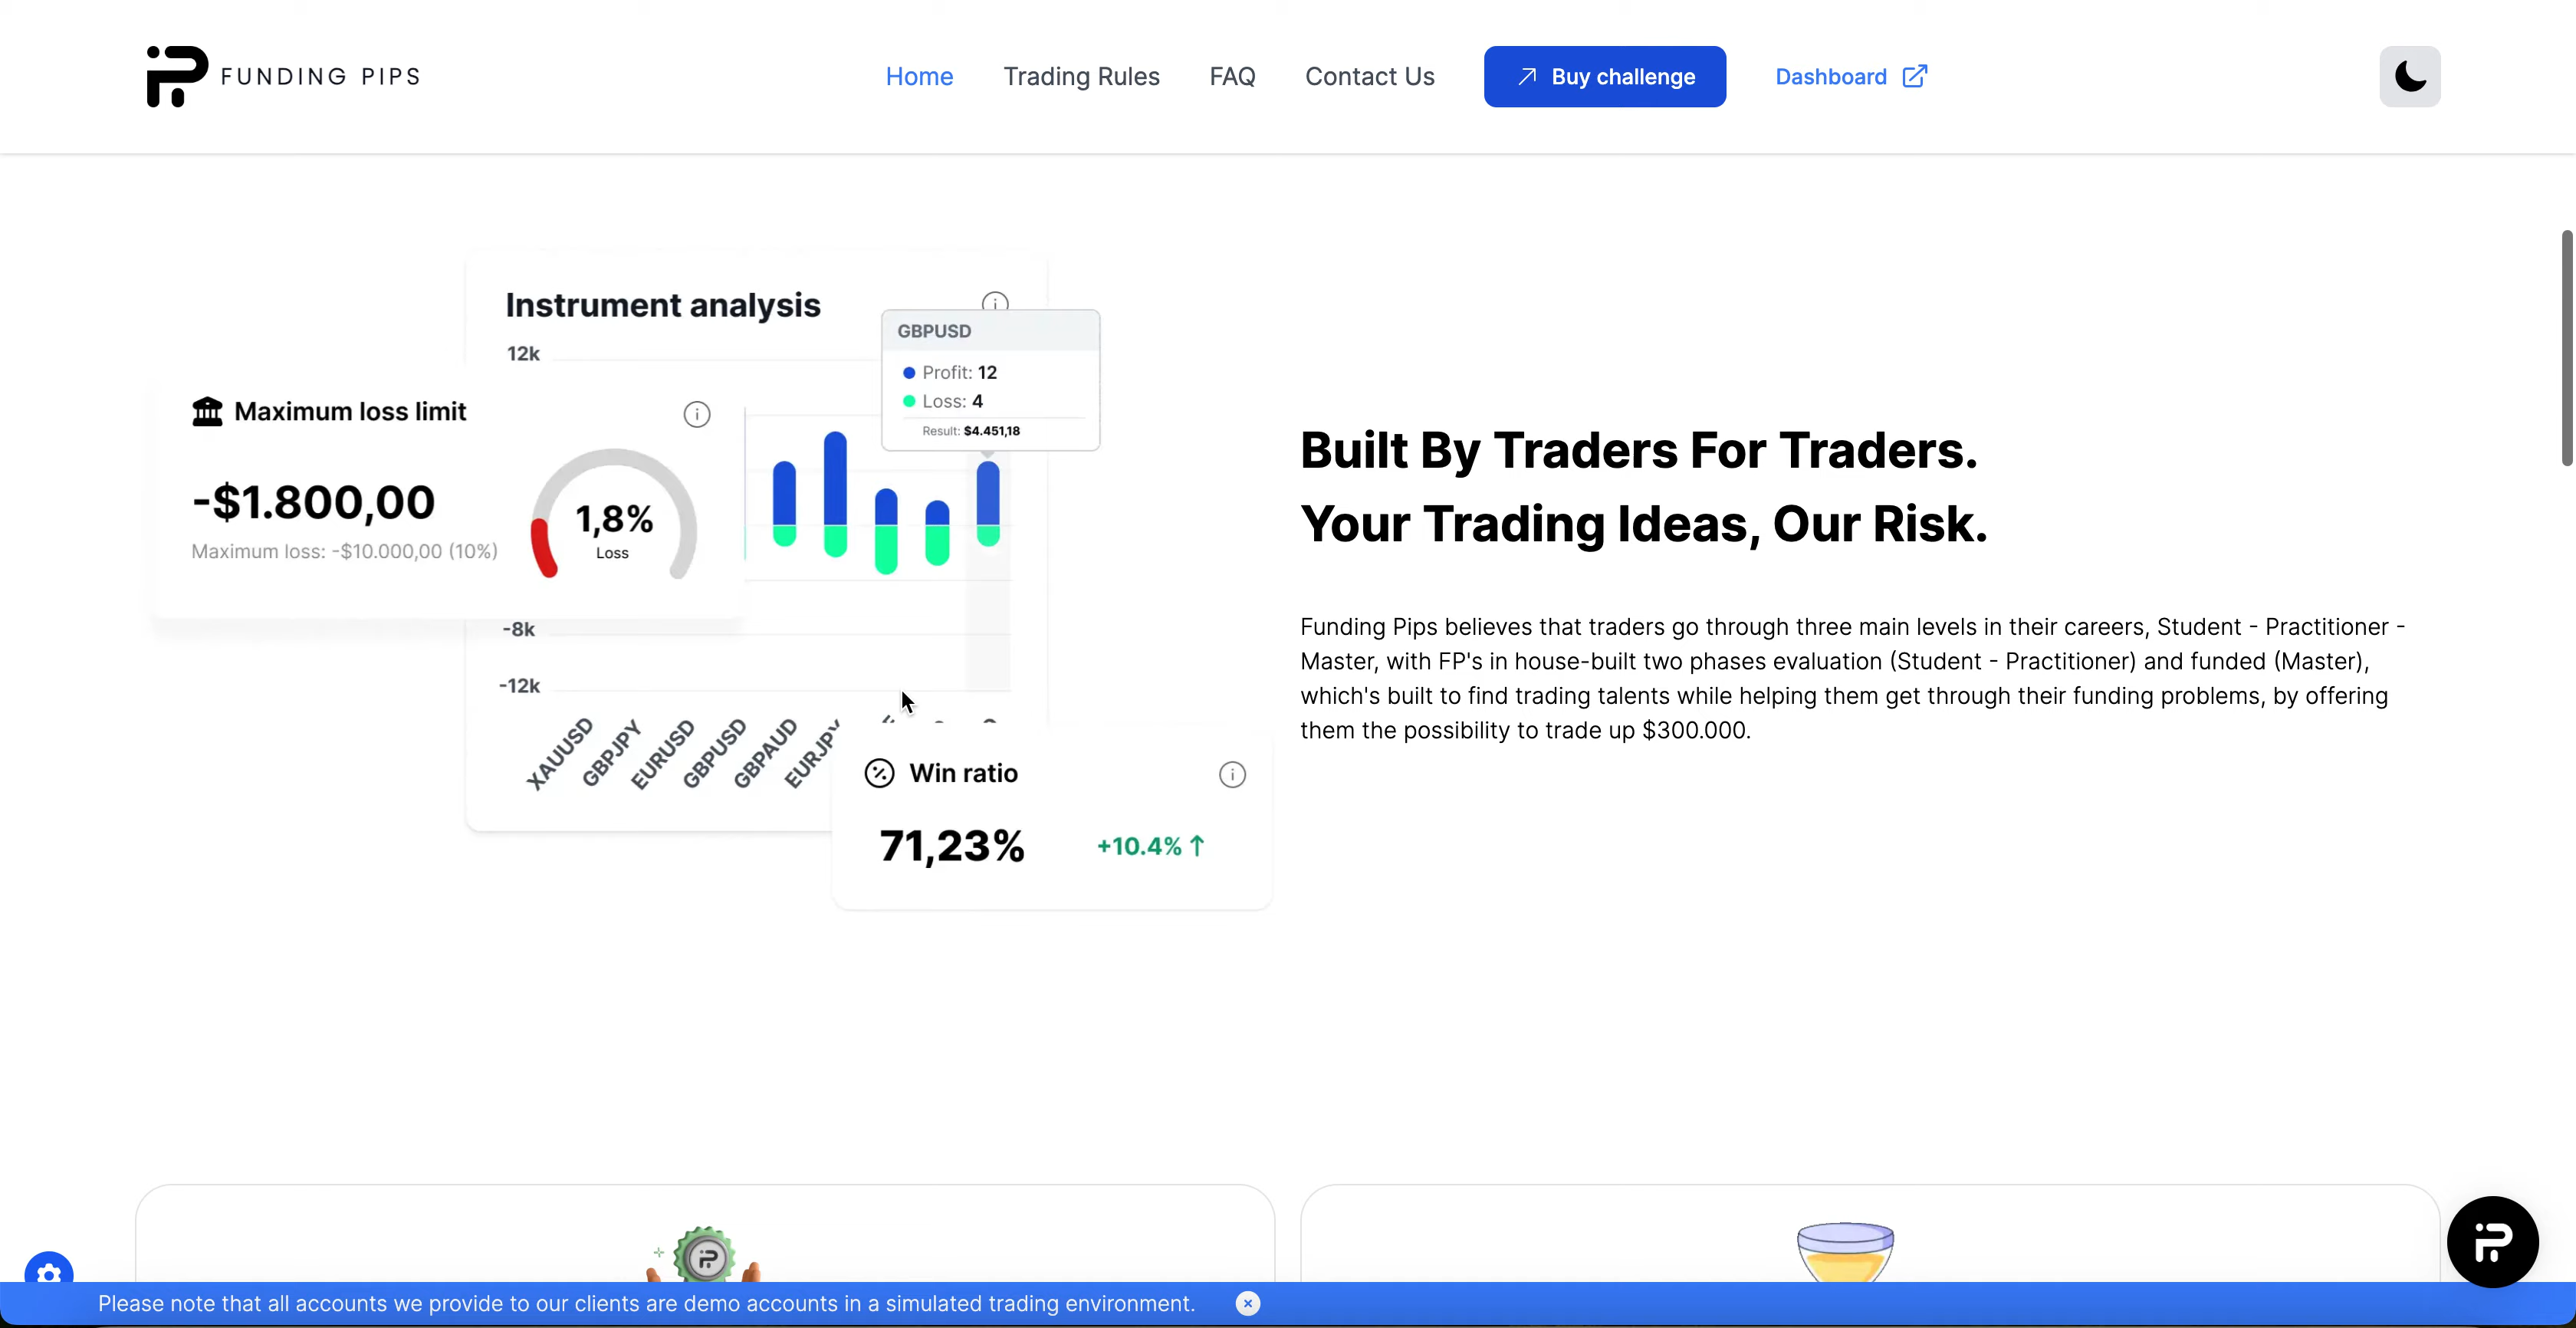 FUNDING PIPS
Home
Trading Rules
FAQ
Contact Us
Buy challenge
Dashboard
Instrument analysis
12k
GBPUSD
Profit: 12
Loss: 4
Result: $4.451,18
Maximum loss limit
-$1.800,00
Maximum loss: -$10.000,00 (10%)
1,8%
Loss
-8k
-12k
XAUUSD
GBPJPY
EURUSD
GBPUSD
GBPAUD
EURJPY
Win ratio
71,23%
+10.4%
Built By Traders For Traders.
Your Trading Ideas, Our Risk.
Funding Pips believes that traders go through three main levels in their careers, Student - Practitioner -
Master, with FP's in house-built two phases evaluation (Student - Practitioner) and funded (Master),
which's built to find trading talents while helping them get through their funding problems, by offering
them the possibility to trade up $300.000.
Please note that all accounts we provide to our clients are demo accounts in a simulated trading environment.